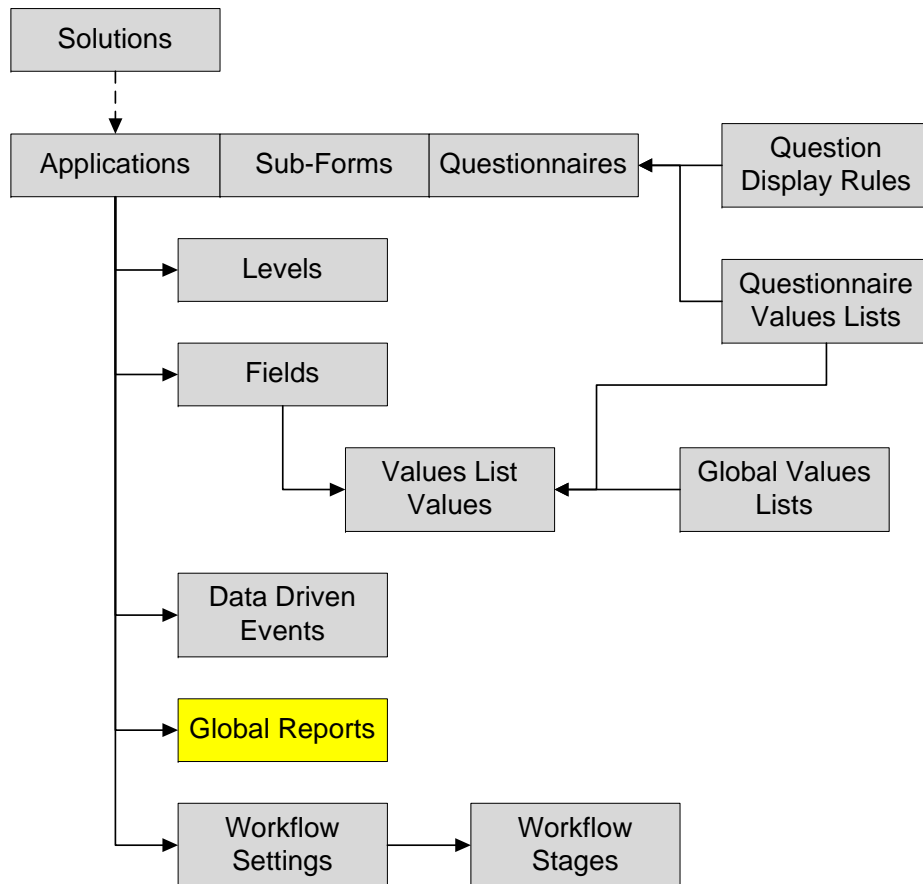 Solutions
Applications
Sub-Forms
Questionnaires
Question
Display Rules
Levels
Questionnaire
Values Lists
Fields
Values List
Values
Global Values
Lists
Data Driven
Events
Global Reports
Workflow
Settings
Workflow
Stages